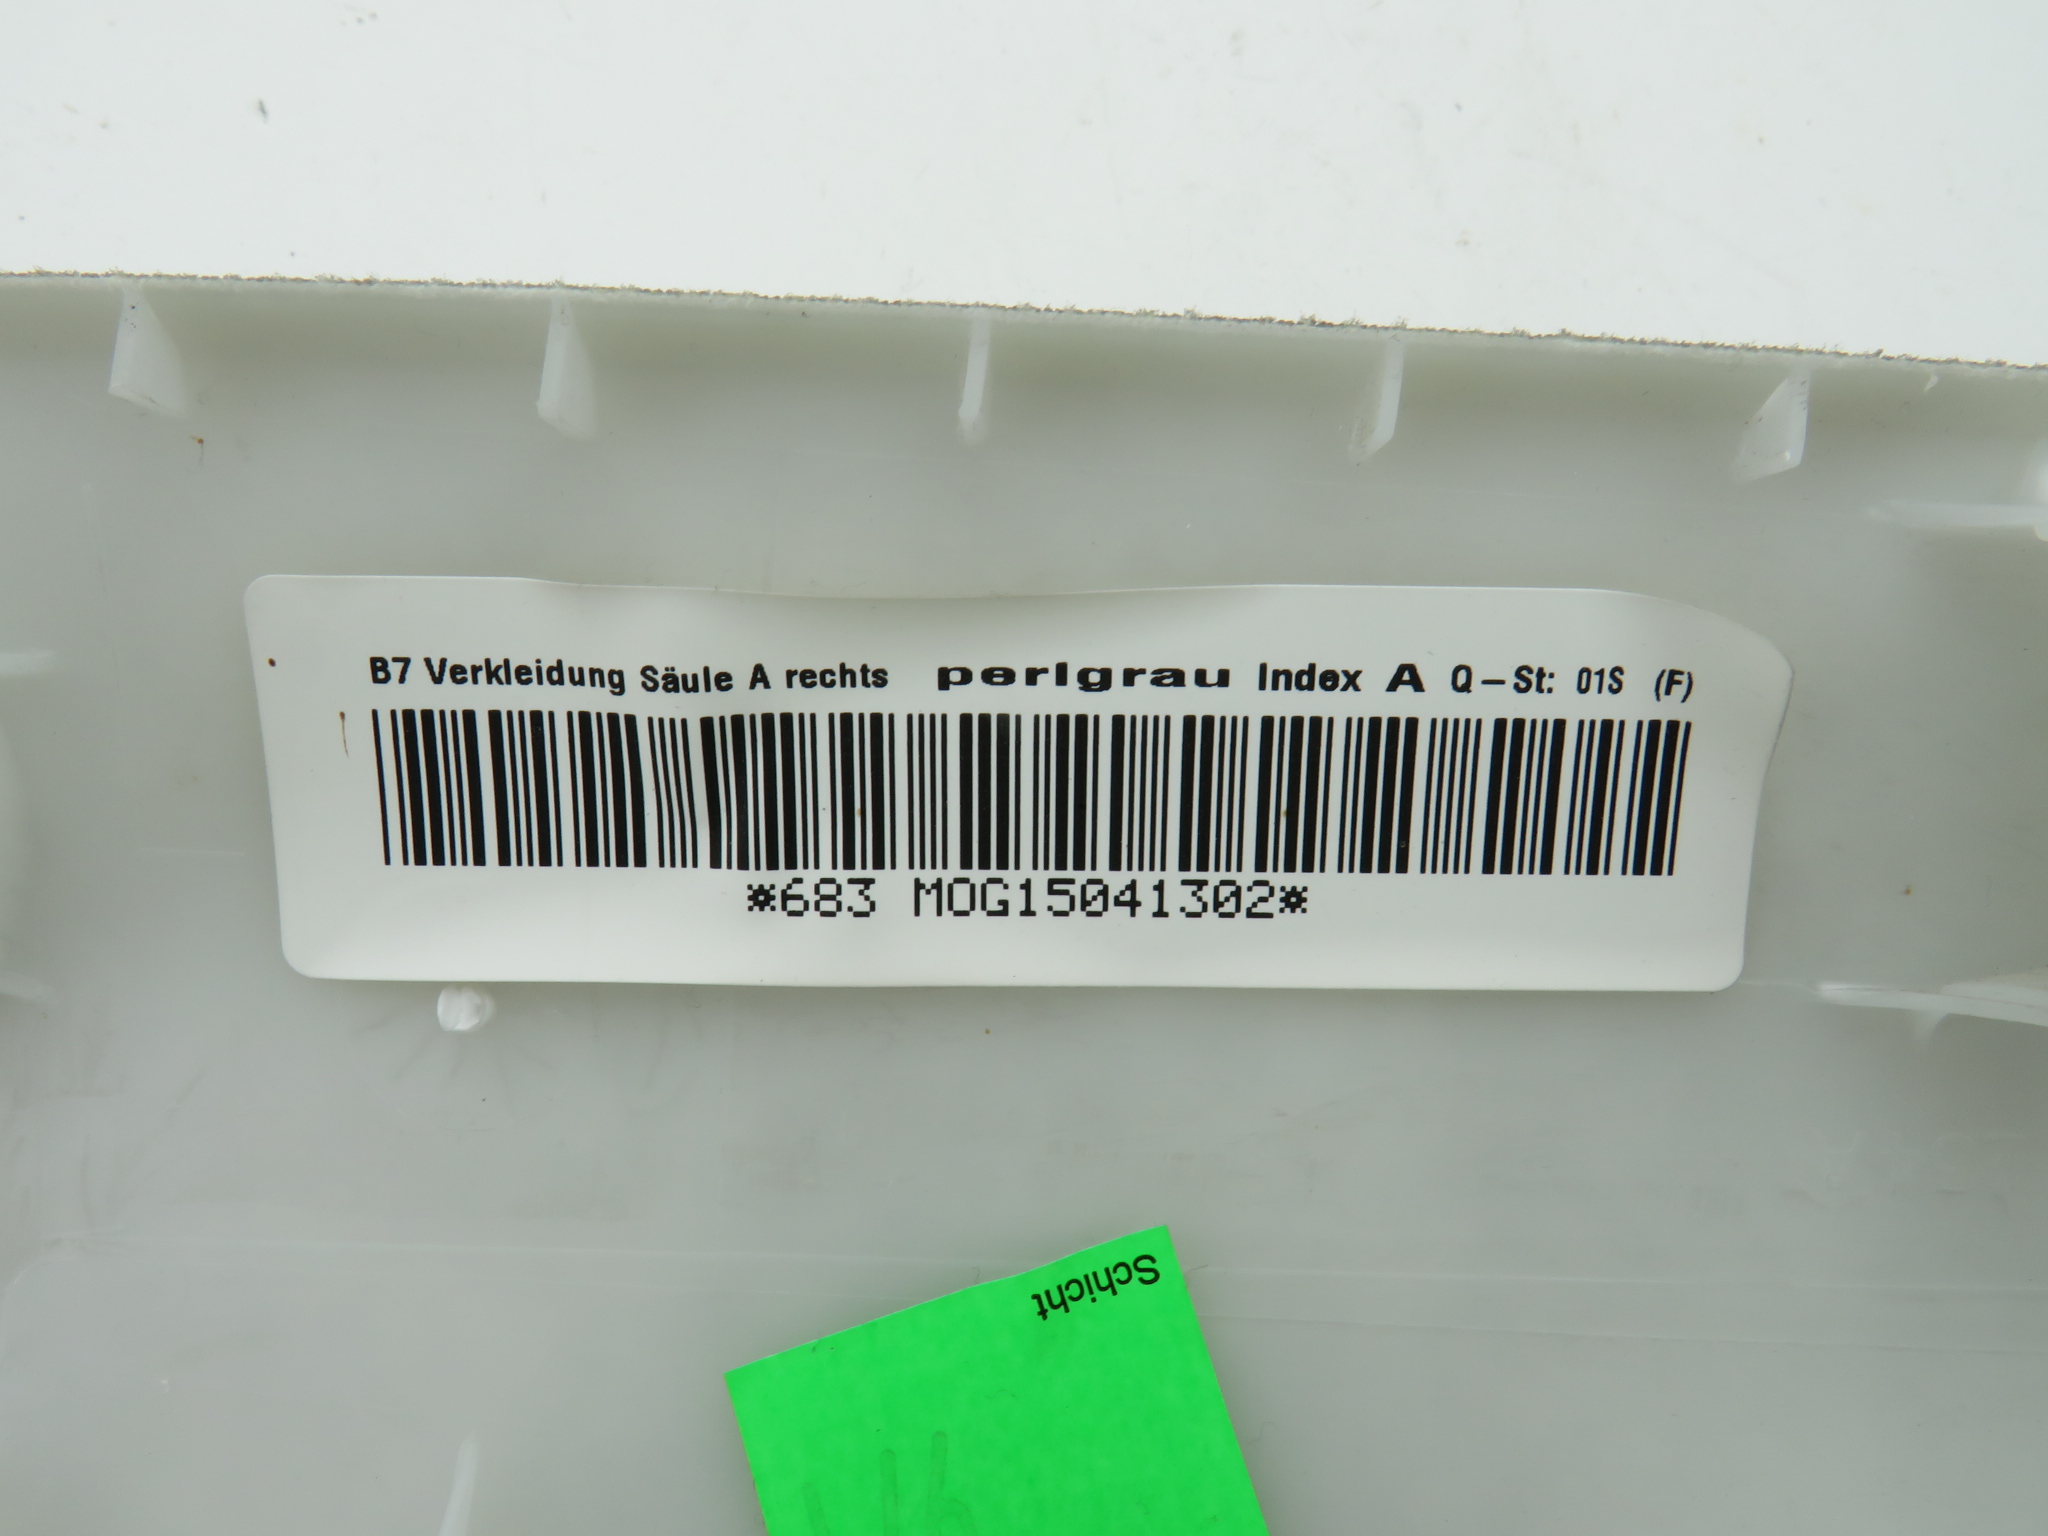 B7 Verkleidung Säule A rechts perlgrau Index A Q-St: 01S (F)
*683 MOG15041302*
Schicht